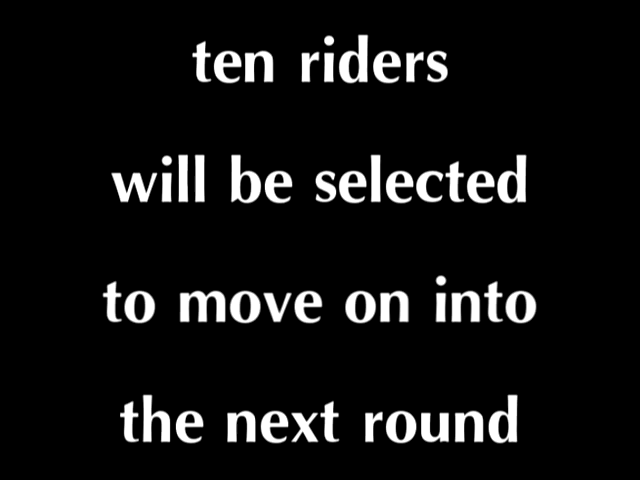 ten riders
will be selected
to move on into
the next round